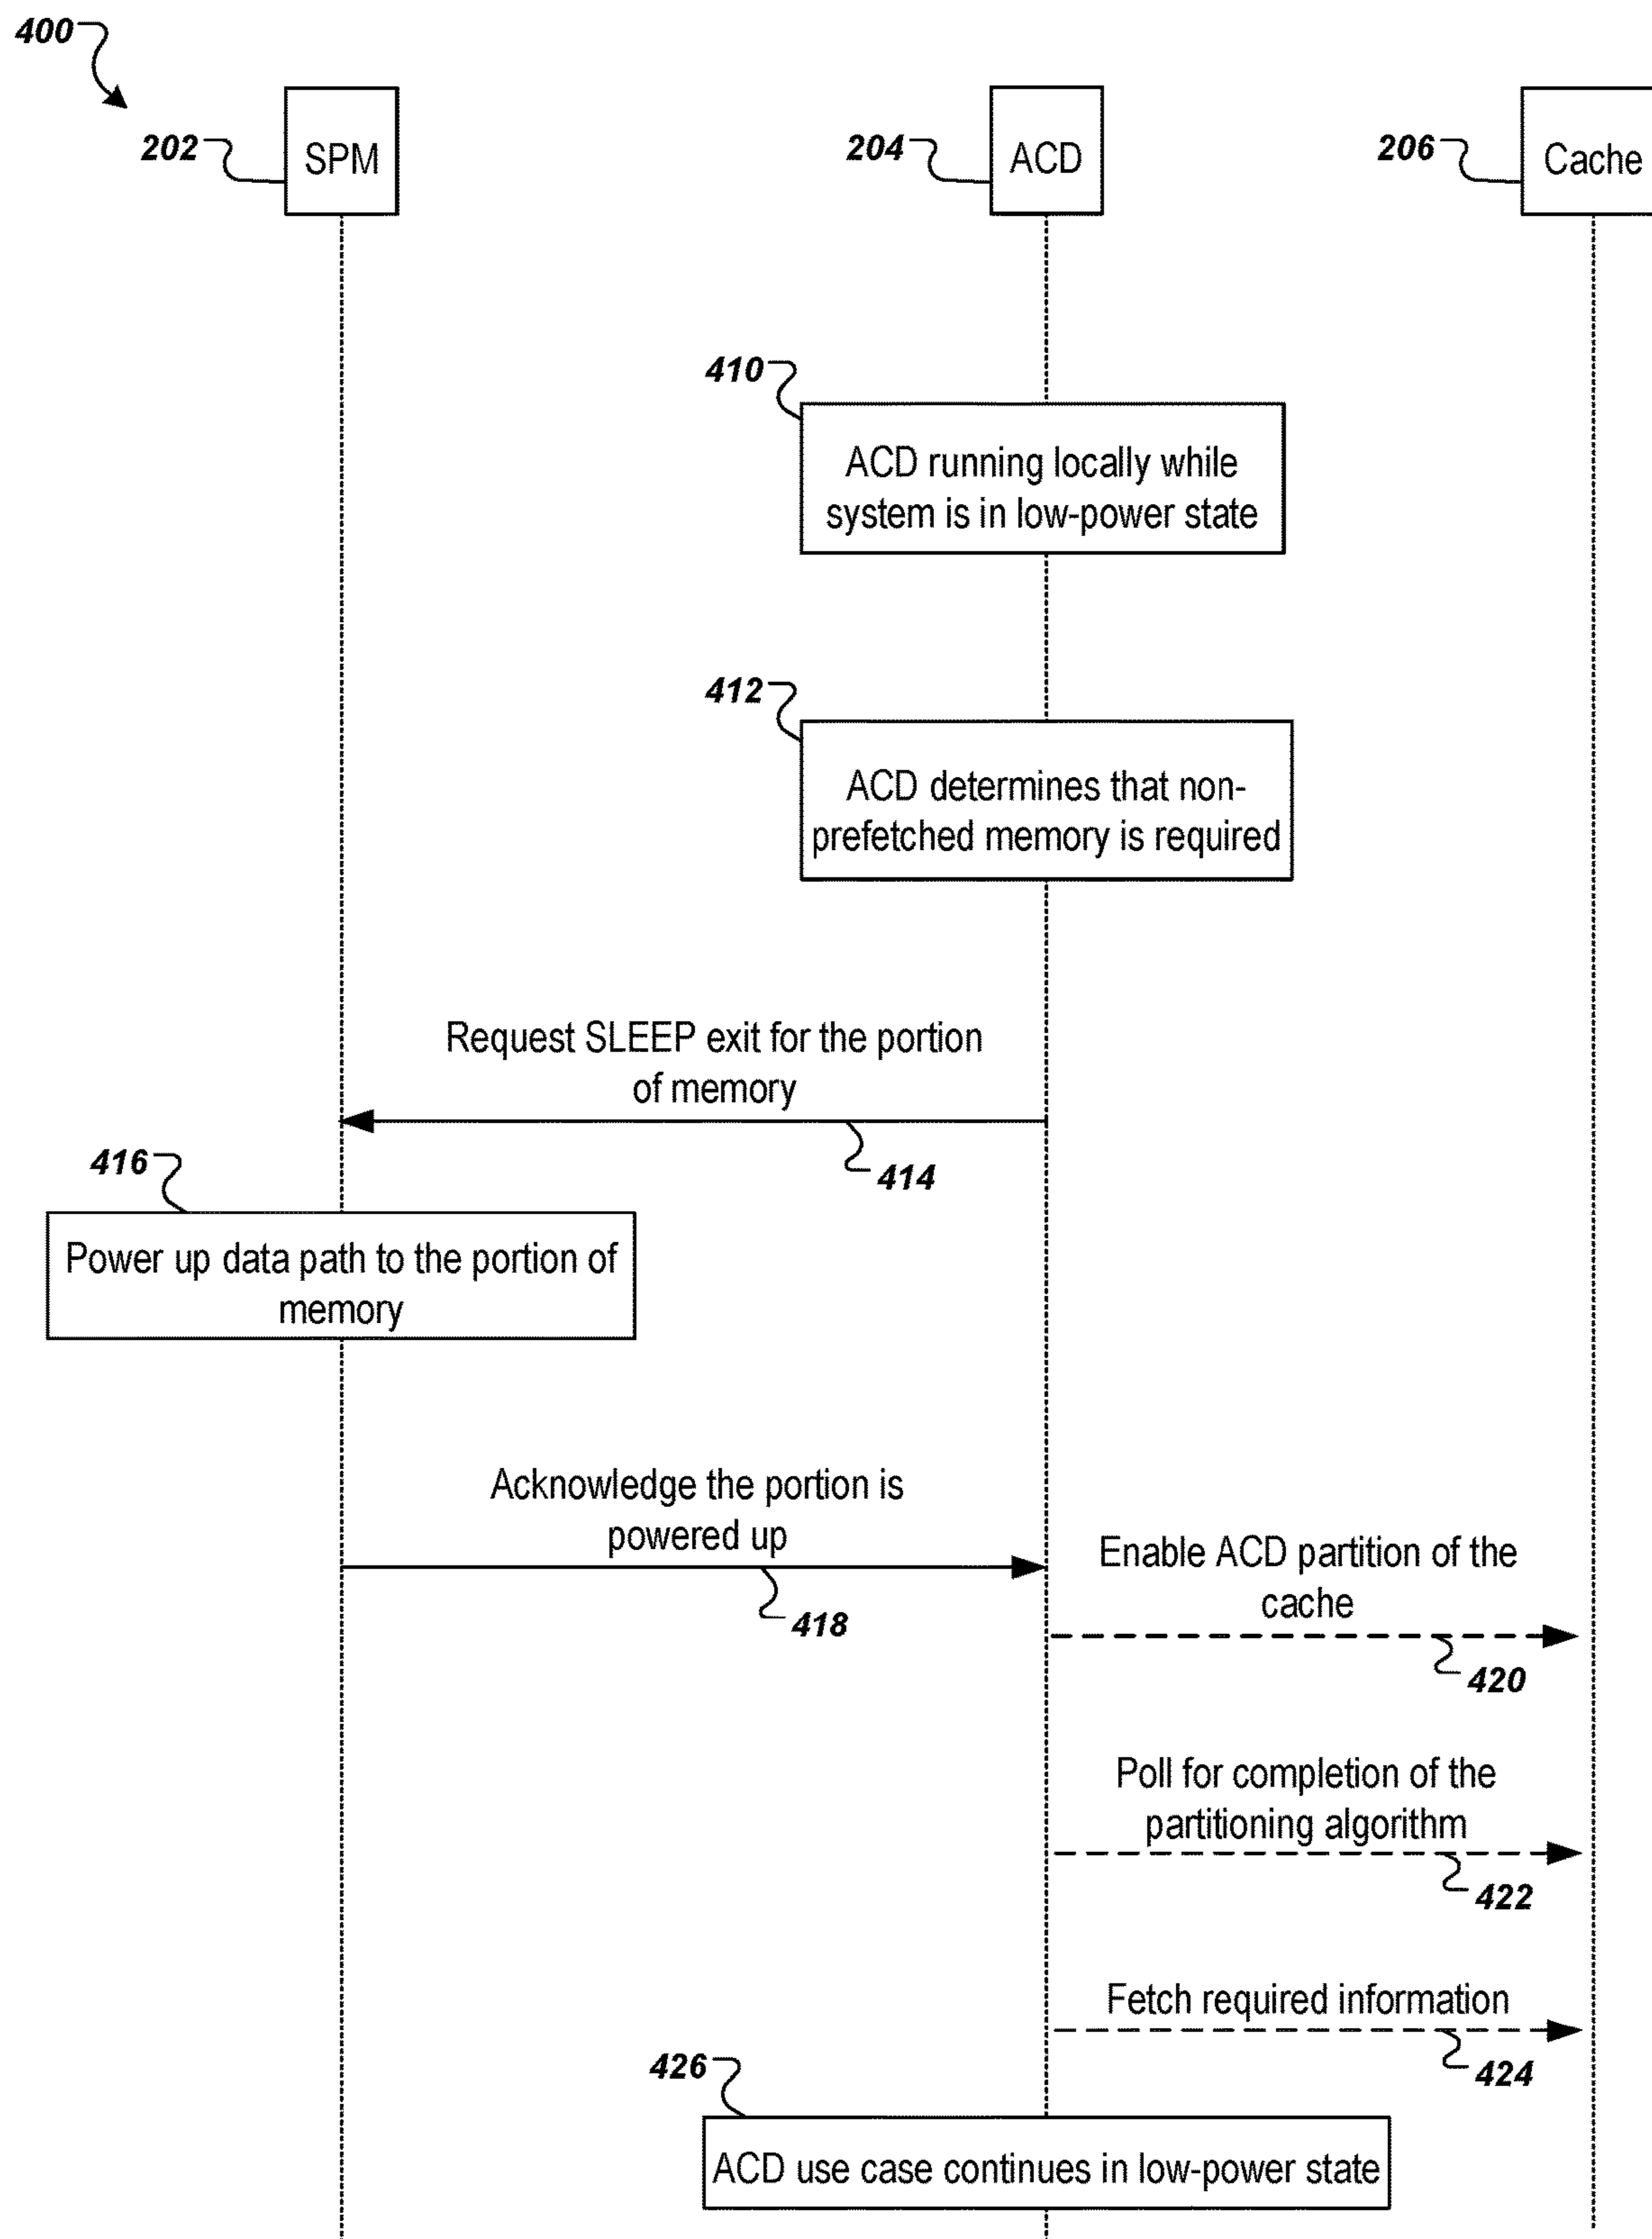 400
202
SPM
204
ACD
206
Cache
410
ACD running locally while
system is in low-power state
412
ACD determines that non-
prefetched memory is required
Request SLEEP exit for the portion
of memory
414
416
Power up data path to the portion of
memory
Acknowledge the portion is
powered up
418
Enable ACD partition of the
cache
420
Poll for completion of the
partitioning algorithm
422
Fetch required information
424
426
ACD use case continues in low-power state